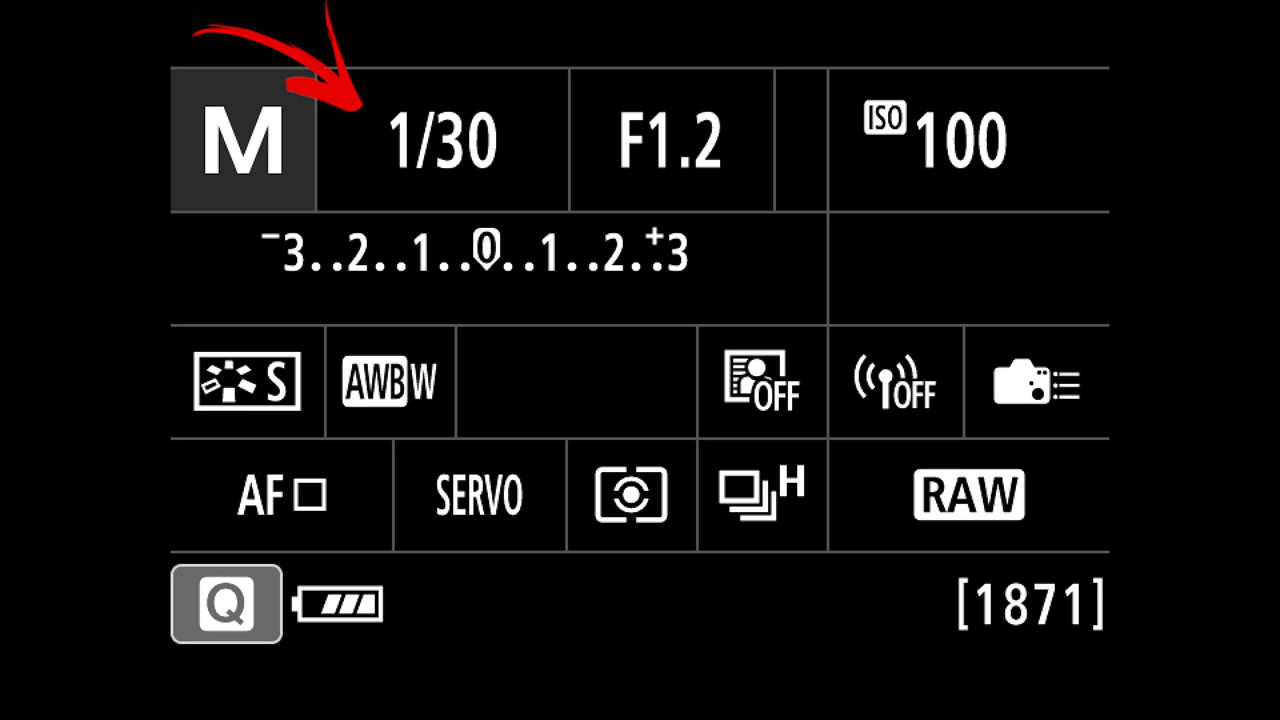 M 1/30 F1.2 ISO 100
-3..2..1..0..1..2.+.3
S AWB W OFF OFF
AF SERVO H RAW
Q [1871]